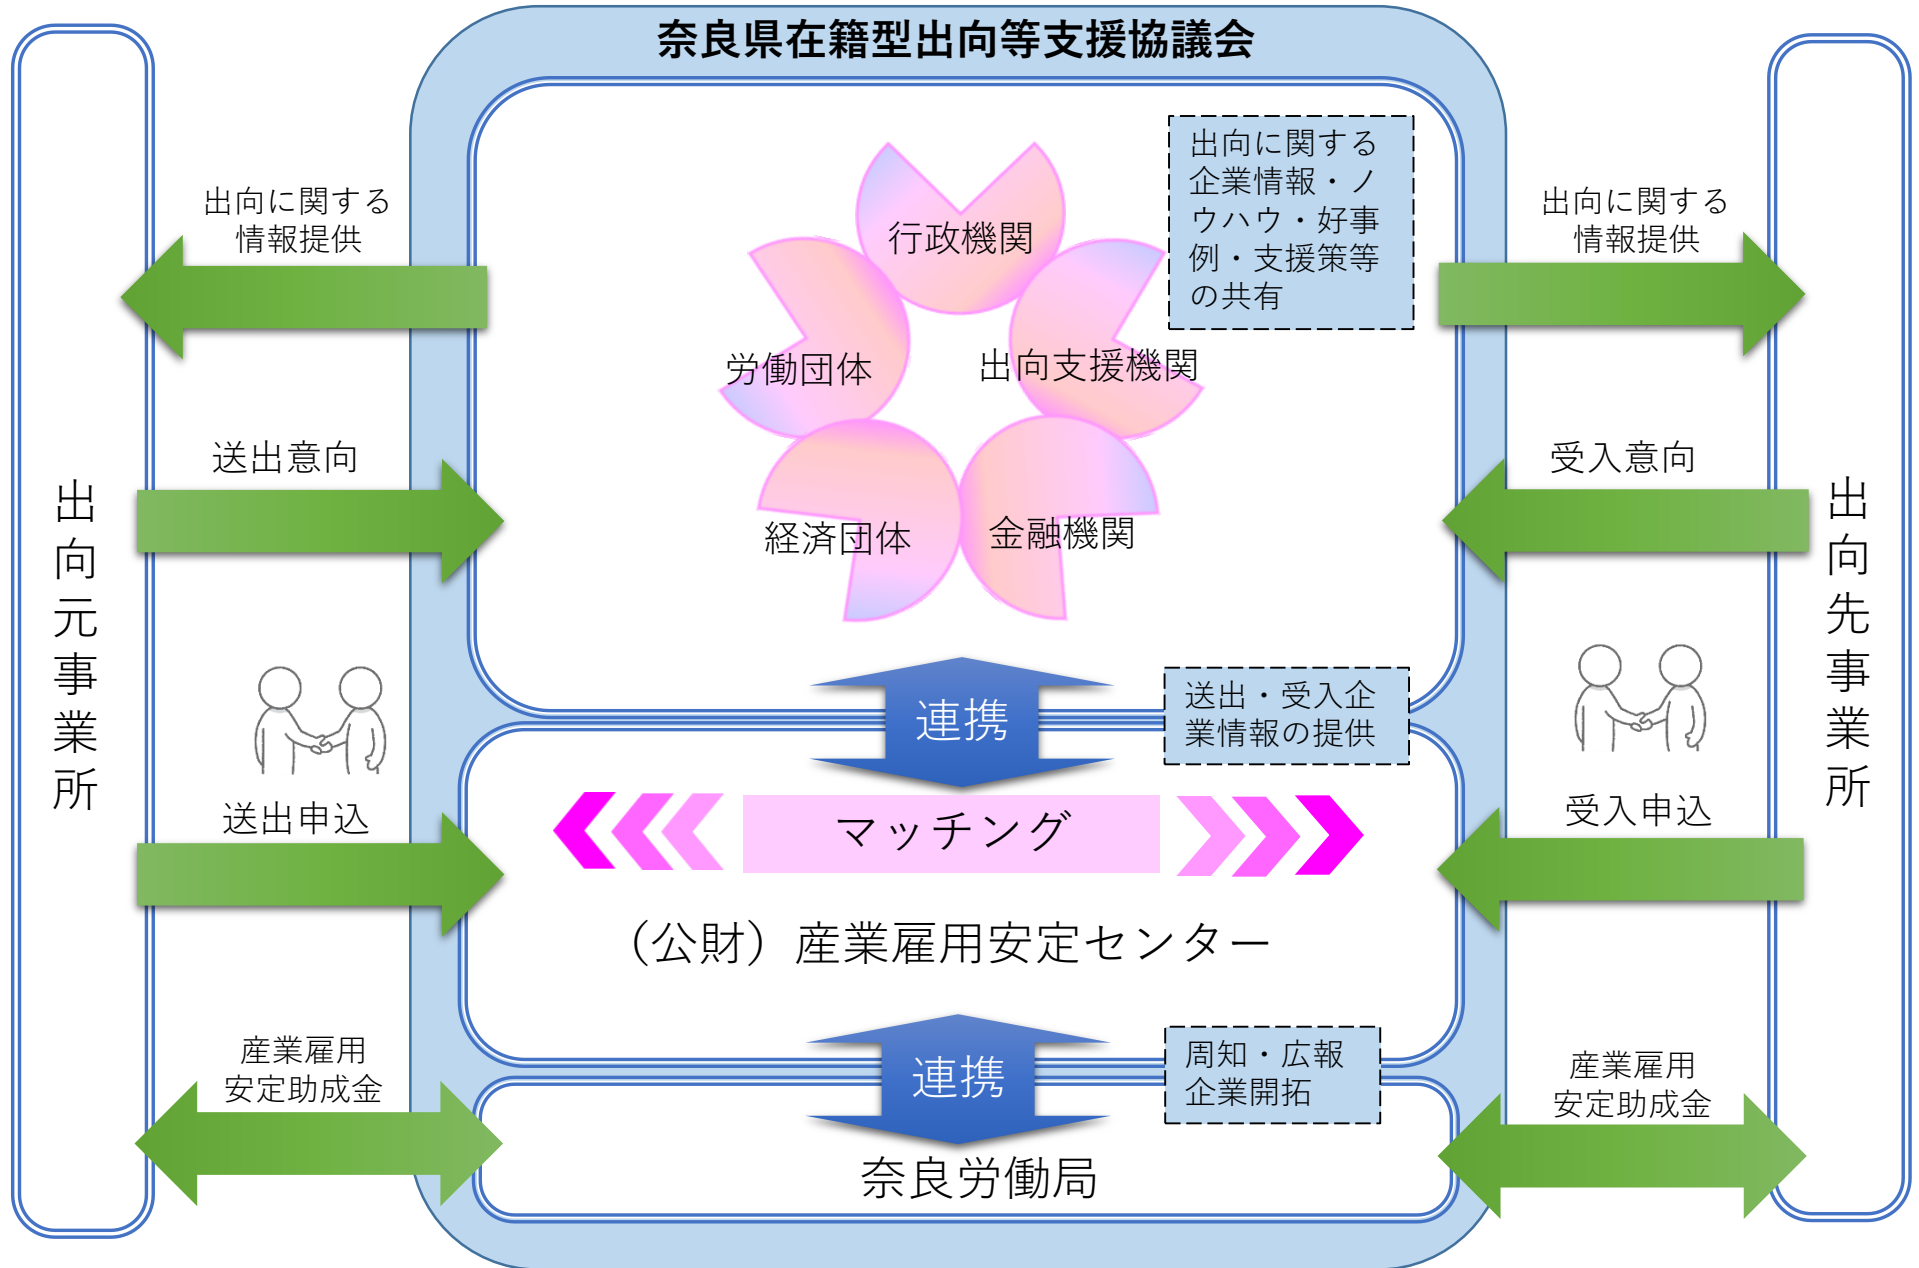 奈良県在籍型出向等支援協議会
出向元事業所
出向に関する
情報提供
送出意向
送出申込
産業雇用
安定助成金
行政機関
労働団体
出向支援機関
経済団体
金融機関
出向に関する
企業情報・ノ
ウハウ・好事
例・支援策等
の共有
連携
送出・受入企
業情報の提供
マッチング
（公財）産業雇用安定センター
連携
周知・広報
企業開拓
奈良労働局
出向に関する
情報提供
受入意向
受入申込
産業雇用
安定助成金
出向先事業所